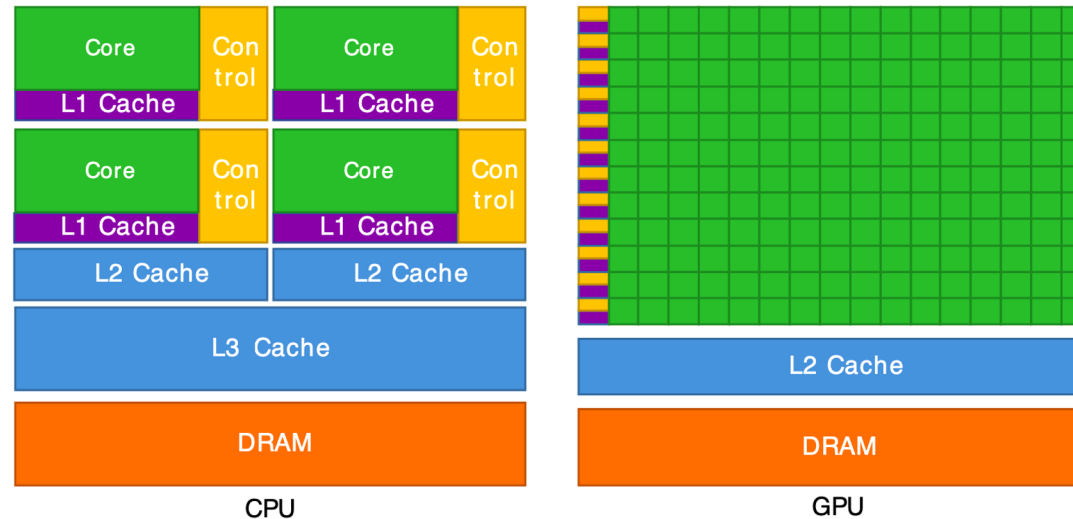 Core
Con
trol
L1 Cache
Core
Con
trol
L1 Cache
Core
Con
trol
L1 Cache
Core
Con
trol
L1 Cache
L2 Cache
L2 Cache
L3 Cache
DRAM
CPU
L2 Cache
DRAM
GPU